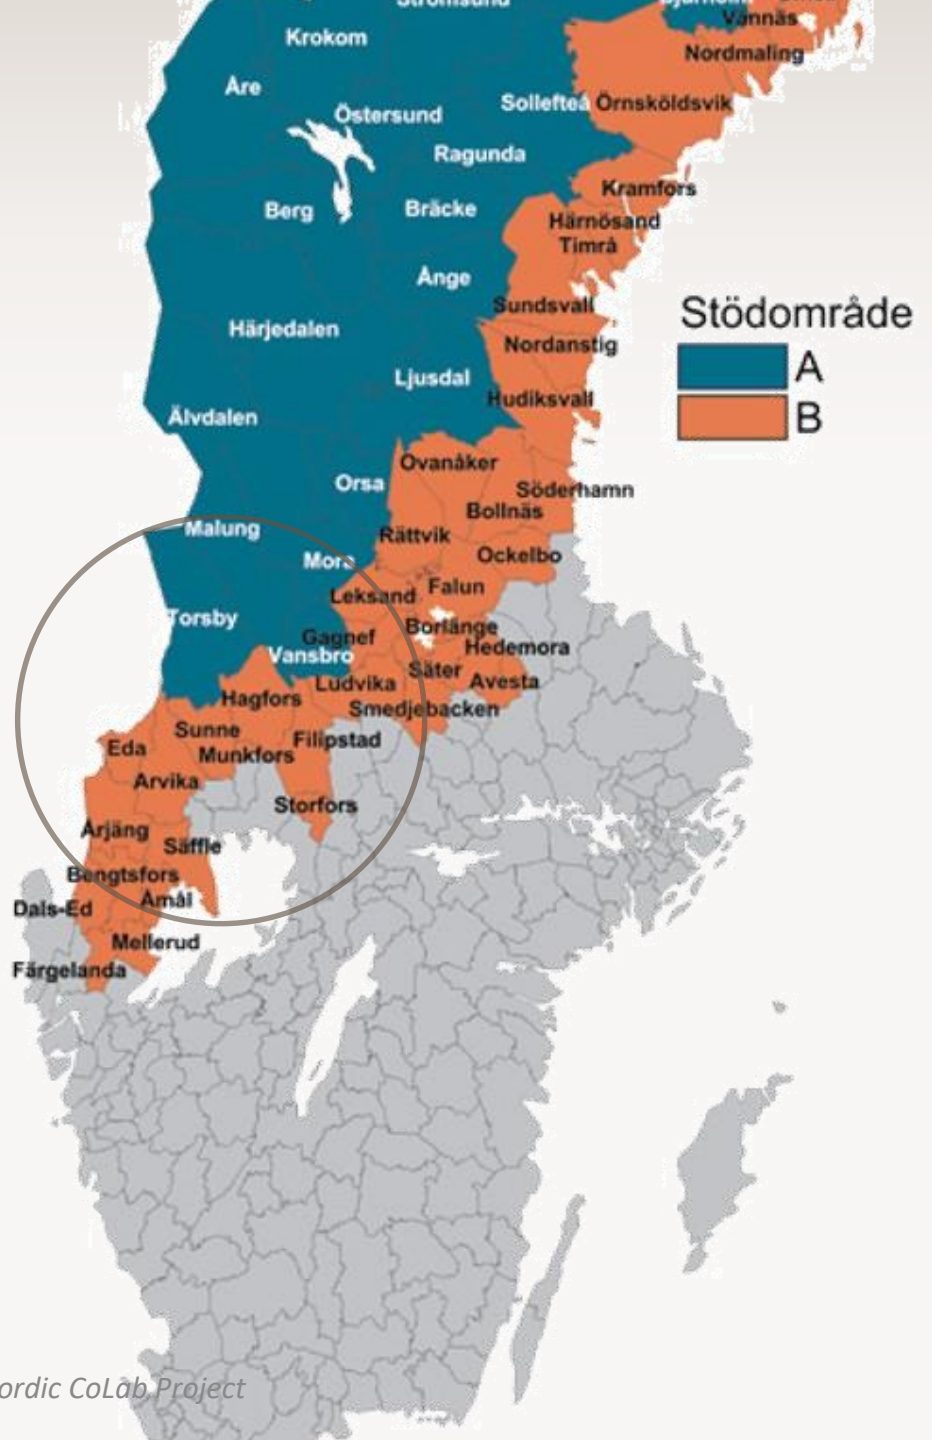 Krokom
Vännäs
Nordmaling
Åre
Sollefteå
Örnsköldsvik
Östersund
Ragunda
Kramfors
Berg
Bräcke
Härnösand
Timrå
Ånge
Sundsvall
Stödområde
Härjedalen
Nordanstig
A
Ljusdal
Hudiksvall
B
Älvdalen
Ovanåker
Orsa
Söderhamn
Bollnäs
Malung
Rättvik
Mora
Ockelbo
Leksand
Falun
Torsby
Borlänge
Gagnef
Hedemora
Vansbro
Säter
Ludvika
Avesta
Hagfors
Smedjebacken
Sunne
Filipstad
Eda
Munkfors
Arvika
Storfors
Årjäng
Säffle
Bengtsfors
Åmål
Dals-Ed
Mellerud
Färgelanda
ordic CoLab Project